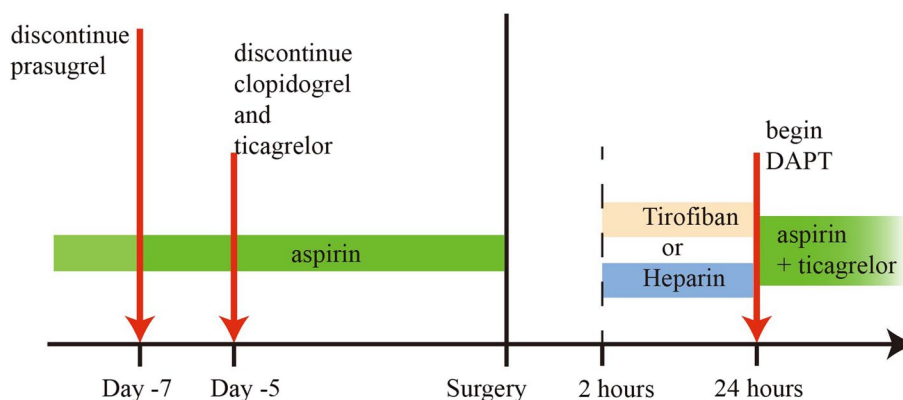 discontinue
prasugrel
discontinue
clopidogrel
and
ticagrelor
begin
DAPT
Tirofiban
or
Heparin
aspirin
aspirin
+ ticagrelor
Day -7
Day -5
Surgery
2 hours
24 hours